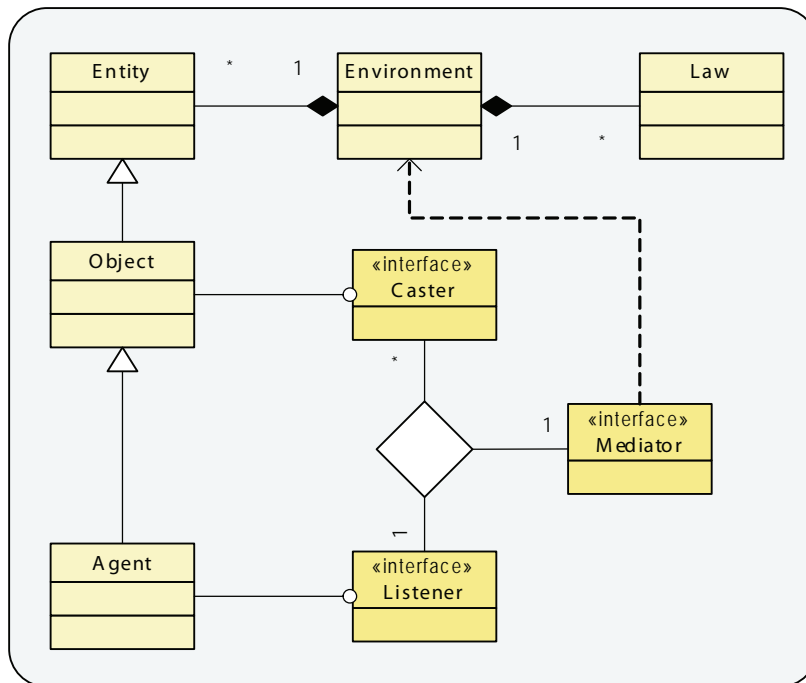 Entity
*
1
Environment
Law
1
*
Object
«interface»
Caster
*
1
«interface»
Mediator
1
Agent
«interface»
Listener